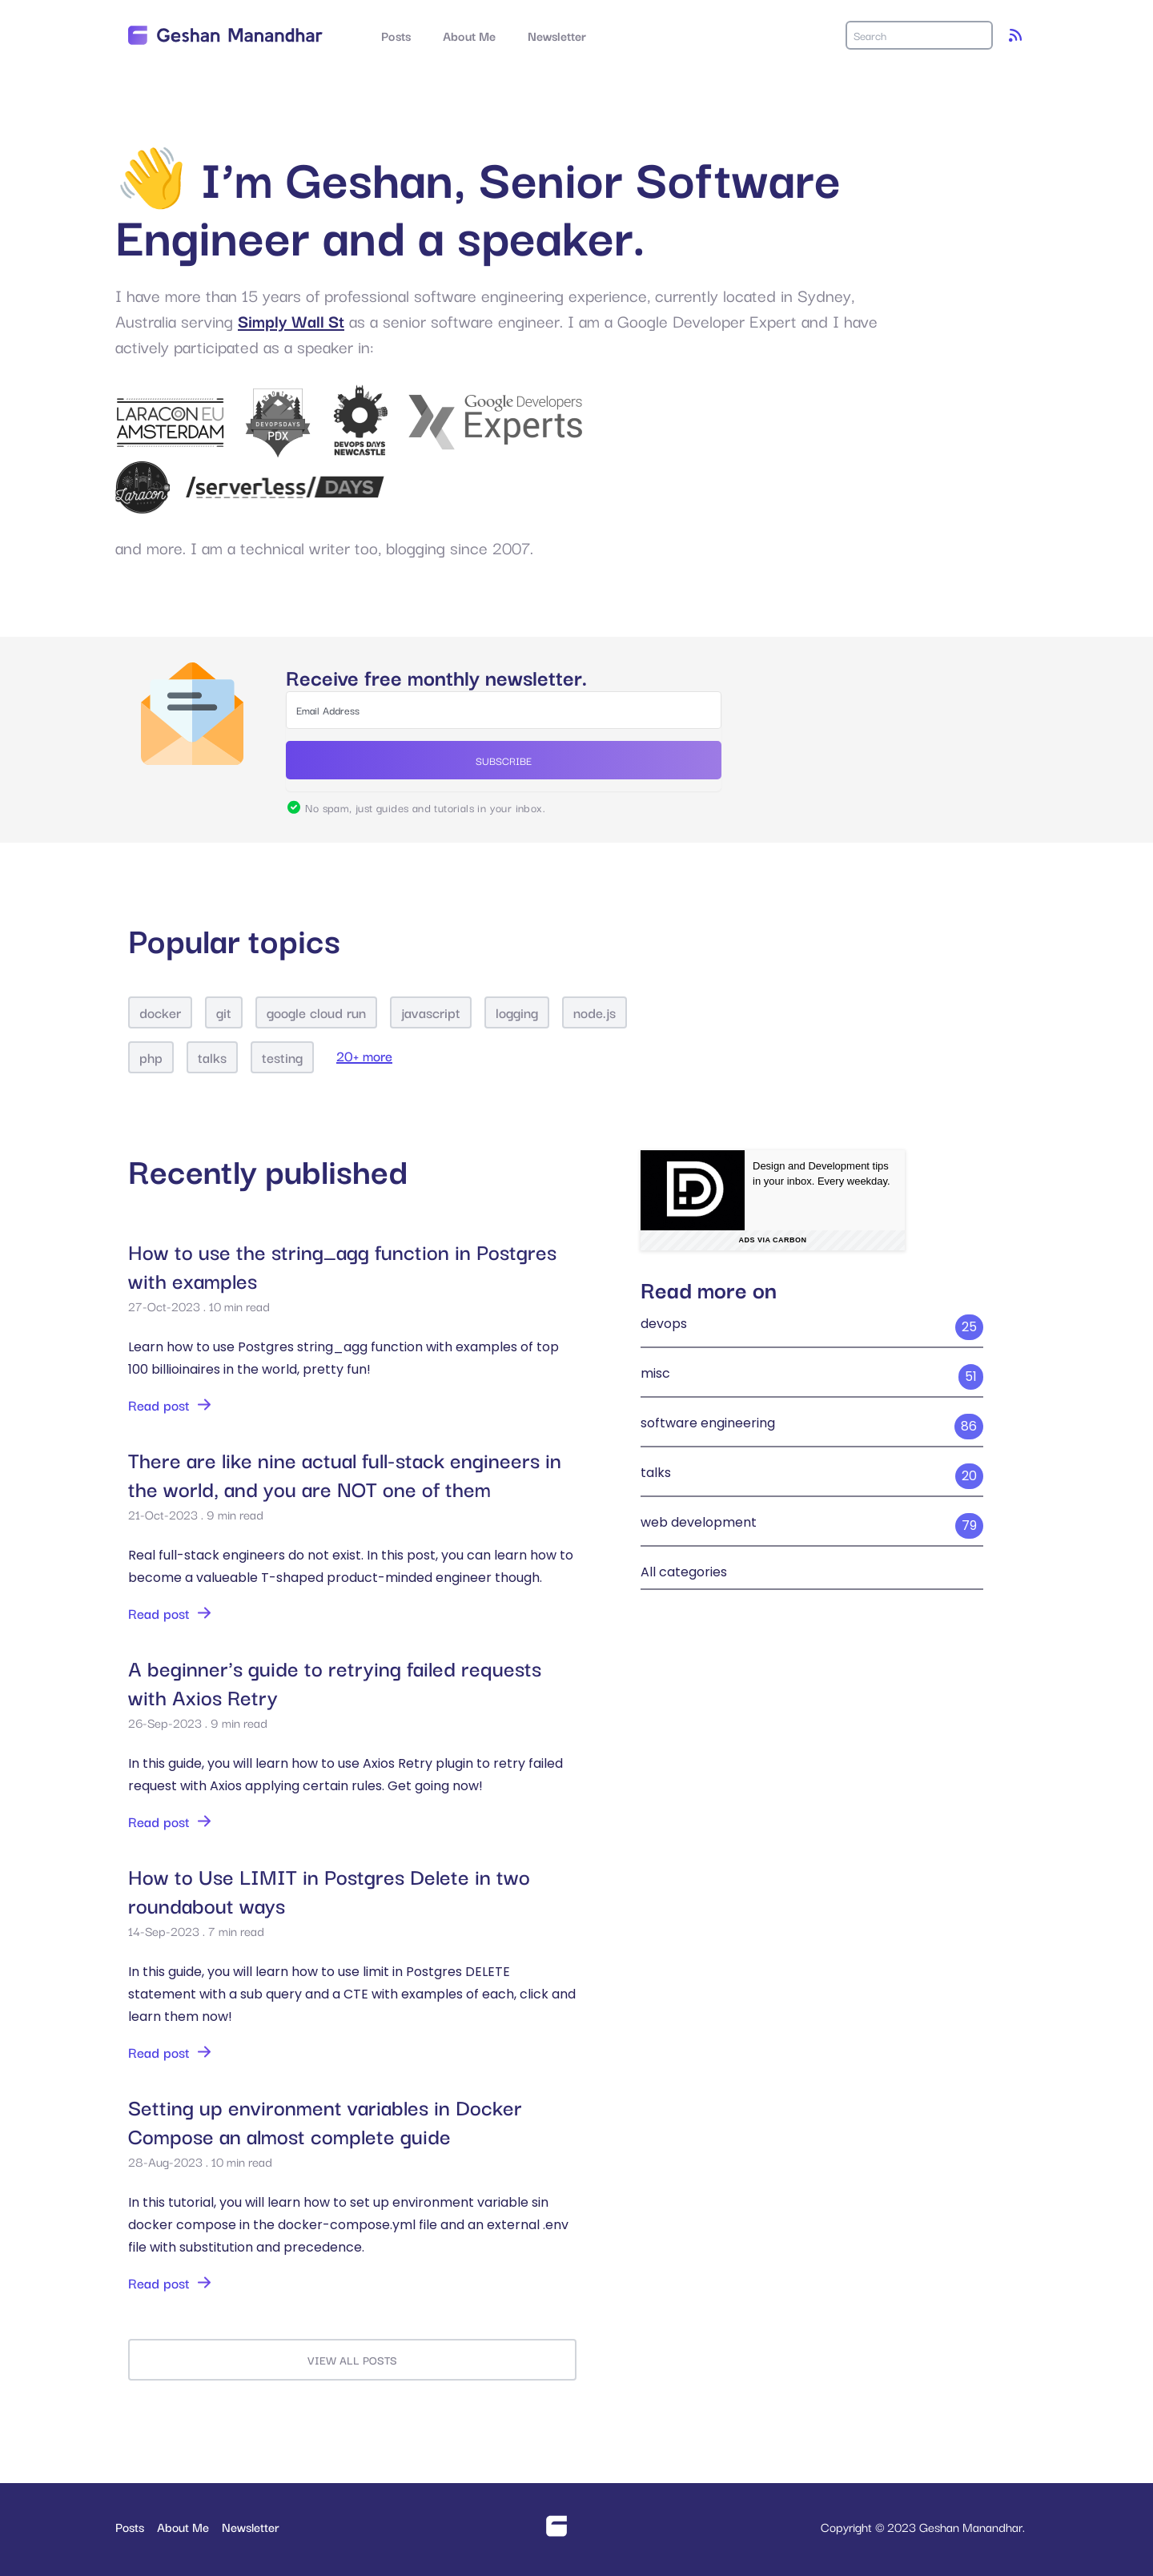 Geshan Manandhar
Posts
About Me
Newsletter
Search
I'm Geshan, Senior Software
Engineer and a speaker.
I have more than 15 years of professional software engineering experience, currently located in Sydney,
Australia serving Simply Wall St as a senior software engineer. I am a Google Developer Expert and I have
actively participated as a speaker in:
LARACON EU
AMSTERDAM
DEVOPSDAYS
PDX
DEVOPS DAYS
NEWCASTLE
Google Developers
Experts
Laracon
/serverless/DAYS
and more. I am a technical writer too, blogging since 2007.
Receive free monthly newsletter.
Email Address
SUBSCRIBE
No spam, just guides and tutorials in your inbox.
Popular topics
docker
git
google cloud run
javascript
logging
node.js
php
talks
testing
20+ more
Recently published
How to use the string_agg function in Postgres
with examples
27-Oct-2023 . 10 min read
Learn how to use Postgres string_agg function with examples of top
100 billioinaires in the world, pretty fun!
Read post
There are like nine actual full-stack engineers in
the world, and you are NOT one of them
21-Oct-2023 . 9 min read
Real full-stack engineers do not exist. In this post, you can learn how to
become a valueable T-shaped product-minded engineer though.
Read post
A beginner's guide to retrying failed requests
with Axios Retry
26-Sep-2023 . 9 min read
In this guide, you will learn how to use Axios Retry plugin to retry failed
request with Axios applying certain rules. Get going now!
Read post
How to Use LIMIT in Postgres Delete in two
roundabout ways
14-Sep-2023 . 7 min read
In this guide, you will learn how to use limit in Postgres DELETE
statement with a sub query and a CTE with examples of each, click and
learn them now!
Read post
Setting up environment variables in Docker
Compose an almost complete guide
28-Aug-2023 . 10 min read
In this tutorial, you will learn how to set up environment variable sin
docker compose in the docker-compose.yml file and an external .env
file with substitution and precedence.
Read post
VIEW ALL POSTS
Design and Development tips
in your inbox. Every weekday.
ADS VIA CARBON
Read more on
devops 25
misc 51
software engineering 86
talks 20
web development 79
All categories
Posts
About Me
Newsletter
Copyright © 2023 Geshan Manandhar.